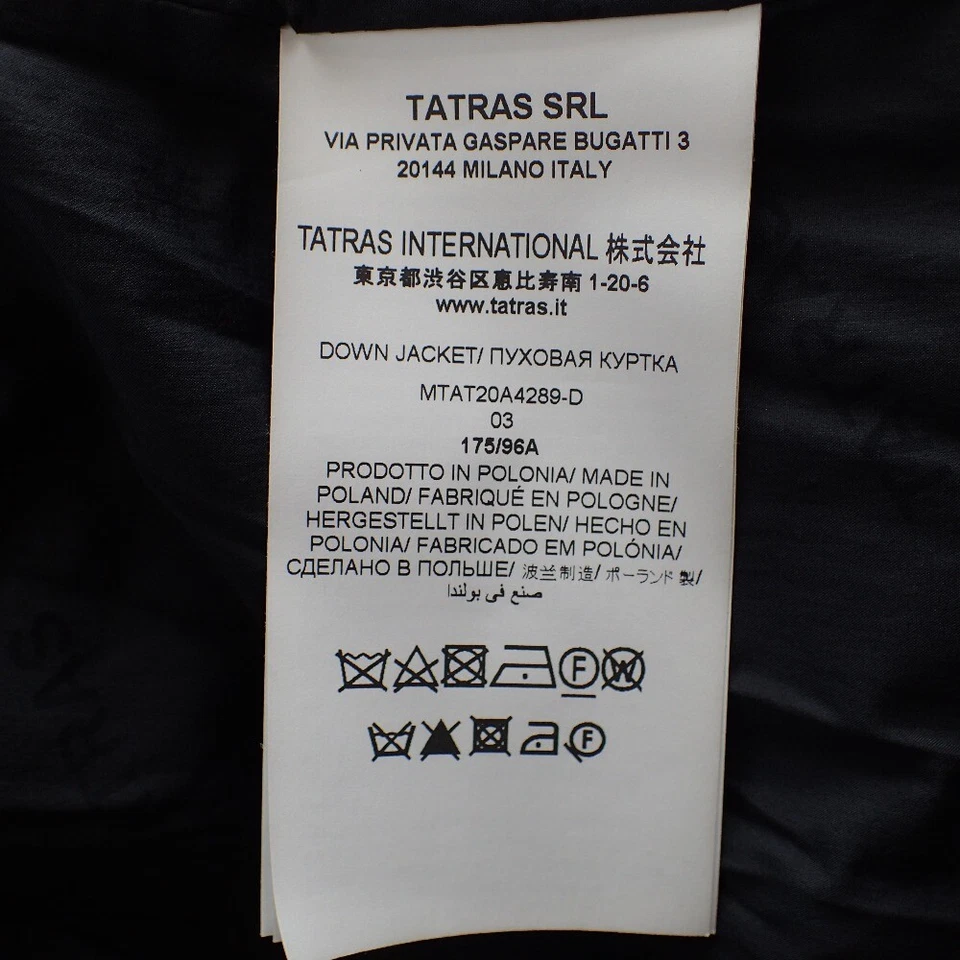 TATRAS SRL
VIA PRIVATA GASPARE BUGATTI 3
20144 MILANO ITALY
TATRAS INTERNATIONAL 株式会社
東京都渋谷区恵比寿南 1-20-6
www.tatras.it
DOWN JACKET/ ПУХОВАЯ КУРТКА
MTAT20A4289-D
03
175/96A
PRODOTTO IN POLONIA/ MADE IN
POLAND/ FABRIQUÉ EN POLOGNE/
HERGESTELLT IN POLEN/ HECHO EN
POLONIA/ FABRICADO EM POLÓNIA/
СДЕЛАНО В ПОЛЬШЕ/ 波兰制造/ ポーランド製/
صنع في بولندا
F W
F